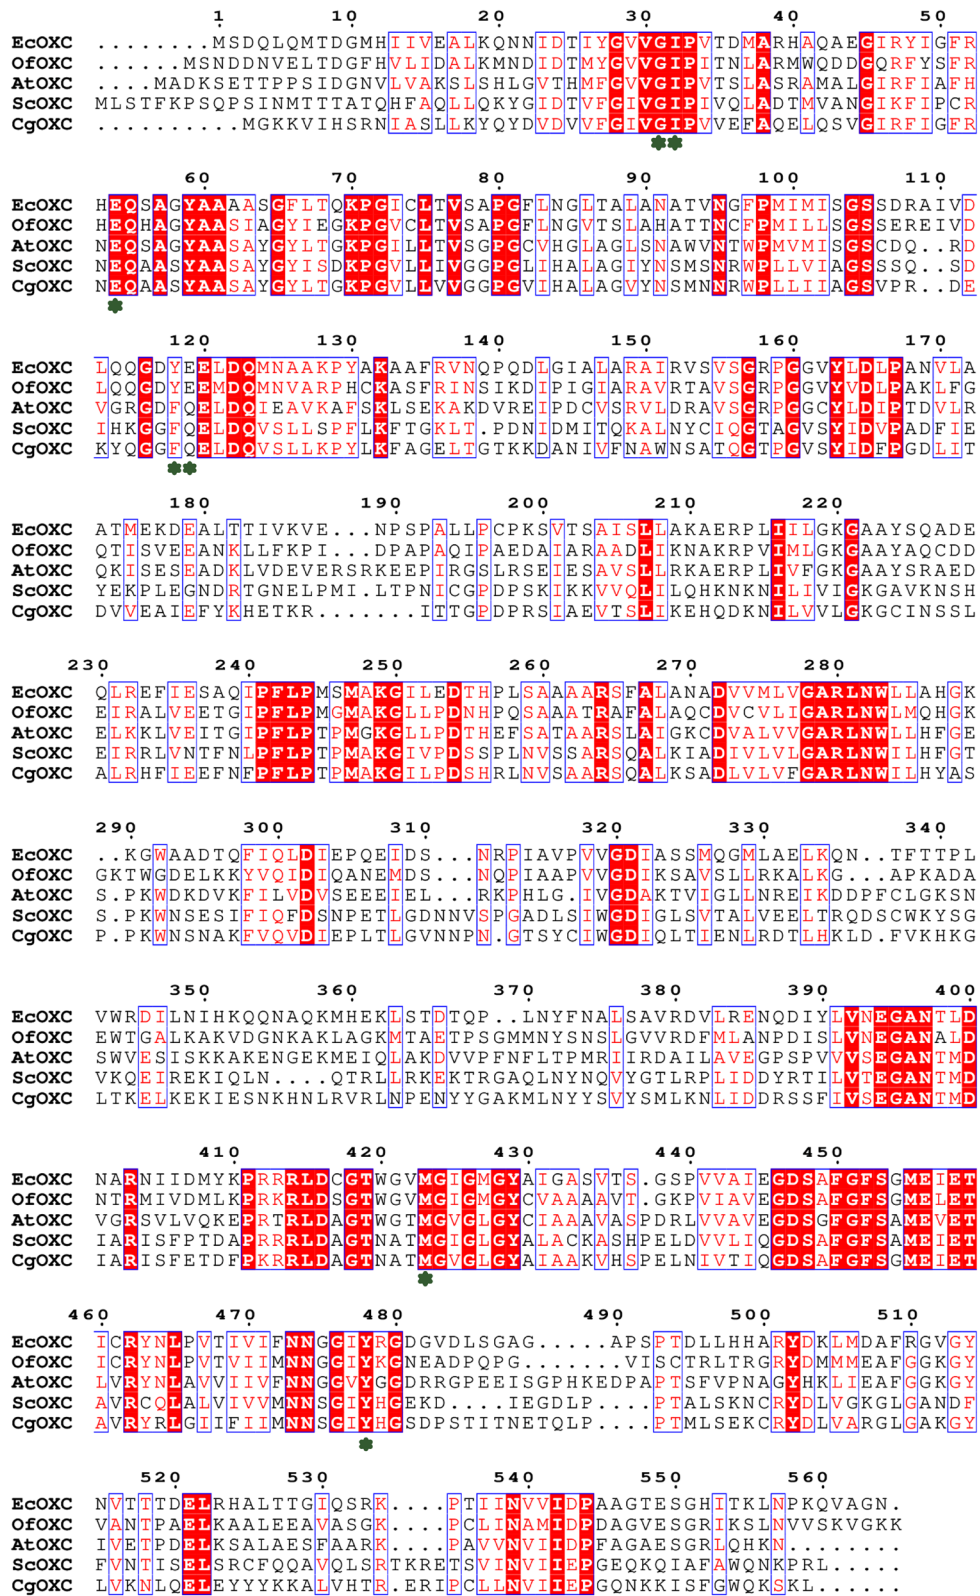 1 10 20 30 40 50
EcOXC ........MSDQLQMTDGMHIIVEALKQNNIDTIYGVVGIPVTDMARHAQAEGIRYIGFR
OfOXC ......MSNDDNVELTDGFHVLIDALKMNDIDTMYGVVGIPITNLARMWQDDGQRFYSFR
AtOXC ....MADKSETTPPSIDGNVLVAKSLSHLGVTHMFGVVGIPVTSLASRAMALGIRFIAFR
ScOXC MLSTFKPSQPSINMTTTATQHFAQLLQKYGIDTVFGIVGIPIVQLADTMVANGIKFIPCR
CgOXC ..........MGKKVIHSRNIASLLKYQYDVDVVFGIVGIPVVEFAQELQSVGIRFIGFR
60 70 80 90 100 110
EcOXC HEQSAGYAAAASGFLTQKPGICLTVSAPGFLNGLTALANATVNGFPMIMISGSSDRAIVD
OfOXC HEQHAGYAASIAGYIEGKPGVCLTVSAPGFLNGVTSLAHATTNCFPMILLSGSSEREIVD
AtOXC NEQSAGYAASAYGYLTGKPGILLTVSGPGCVHGLAGLSNAWVNTWPMVMISGSCDQ..RD
ScOXC NEQAASYAASAYGYISDKPGVLLIVGGPGLIHALAGIYNSMSNRWPLLVIAGSSSQ..SD
CgOXC NEQAASYAASAYGYLTGKPGVLLVVGGPGVIHALAGVYNSMNNRWPLLIIAGSVPR..DE
120 130 140 150 160 170
EcOXC LQQGDYEELDQMNAAKPYAKAAFRVNQPQDLGIALARAIRVSVSGRPGGVYLDLPANVLA
OfOXC LQQGDYEEMDQMNVARPHCKASFRINSIKDIPIGIARAVRTAVSGRPGGVYVDLPAKLFG
AtOXC VGRGDFQELDQIEAVKAFSKLSEKAKDVREIPDCVSRVLDRAVSGRPGGCYLDIPTDVLR
ScOXC IHKGGFQELDQVSLLSPFLKFTGKLT.PDNIDMITQKALNYCIQGTAGVSYIDVPADFIE
CgOXC KYQGGFQELDQVSLLKPYLKFAGELTGTKKDANIVFNAWNSATQGTPGVSYIDFPGDLIT
180 190 200 210 220
EcOXC ATMEKDEALTTIVKVE...NPSPALLPCPKSVTSAISLLAKAERPLIILGKGAAYSQADE
OfOXC QTISVEEANKLLFKPI...DPAPAQIPAEDAIARAADLIKNAKRPVIMLGKGAAYAQCDD
AtOXC QKISESEADKLVDEVERSRKEEPIRGSLRSEIESAVSLLRKAERPLIVFGKGAAYSRAED
ScOXC YEKPLEGNDRTGNELPMI.LTPNICGPDPSKIKKVVQLILQHKNKNILIVIGKGAVKNSH
CgOXC DVVEAIEFYKHETKR.......ITTGPDPRSIAEVTSLIKEHQDKNILVVLGKGCINSSL
230 240 250 260 270 280
EcOXC QLREFIESAQIPFLPMSMAKGILEDTHPLSAAAARSFALANADVVMLVGARLNWLLAHGK
OfOXC EIRALVEETGIPFLPMGMAKGLLPDNHPQSAAATRAFALAQCDVCVLIGARLNWLMQHGK
AtOXC ELKKLVEITGIPFLPTPMGKGLLPDTHEFSATAARSLAIGKCDVALVVGARLNWLLHFGE
ScOXC EIRRLVNTFNLPFLPTPMAKGIVPDSSPLNVSSARSQALKIADIVLVLGARLNWILHFGT
CgOXC ALRHFIEEFNFPFLPTPMAKGILPDSHRLNVSAARSQALKSADLVLVFGARLNWILHYAS
290 300 310 320 330 340
EcOXC ..KGWAADTQFIQLDIEPQEIDS...NRPIAVPVVGDIASSMQGMLAELKQN..TFTTPL
OfOXC GKTWGDELKKYVQIDIQANEMDS...NQPIAAPVVGDIKSAVSLLRKALKG...APKADA
AtOXC S.PKWDKDVKFILVDVSEEEIEL...RKPHLG.IVGDAKTVIGLLNREIKDDPFCLGKSN
ScOXC S.PKWNSESIFIQFDSNPETLGDNNVSPGADLSIWGDIGLSVTALVEELTRQDSCWKYSG
CgOXC P.PKWNSNAKFVQVDIEPLTLGVNNPN.GTSYCIWGDIQLTIENLRDTLHKLD.FVKHKG
350 360 370 380 390 400
EcOXC VWRDILNIHKQQNAQKMHEKLSTDTQP..LNYFNALSAVRDVLRENQDIYLVNEGANTLD
OfOXC EWTGALKAKVDGNKAKLAGKMTAETPSGMMNYSNSLGVVRDFMLANPDISLVNEGANALD
AtOXC SWVESISKKAKENGEKMEIQLAKDVVPFNFLTPMRIIRDAILAVEGPSPVVVSEGANTMD
ScOXC VKQEIREKIQLN....QTRLLRKEKTRGAQLNYNQVYGTLRPLIDDYRTILVTEGANTMD
CgOXC LTKELKEKIESNKHNLRVRLNPENYYGAKMLNYYSVYSMLKNLIDDRSSFIVSEGANTMD
410 420 430 440 450
EcOXC NARNIIDMYKPRRRLDCGTWGVMGIGMGYAIGASVTS.GSPVVAIEGDSAFGFSGMEIET
OfOXC NTRMIVDMLKPRKRLDSGTWGVMGIGMGYCVAAAVVT.GKPVIAVEGDSAFGFSGMELET
AtOXC VGRSVLVQKEPRTRLDAGTWGTMGVGLGYCIAAAVASPDRLVVAVEGDSGFGFSAMEVET
ScOXC IARISFPTDAPRRRLDAGTNATMGIGLGYALACKASHPELDVVLIQGDSAFGFSAMEIET
CgOXC IARISFETDFPKRRLDAGTNATMGVGLGYAIAAKVHSPELNIVTIQGDSAFGFSGMEIET
460 470 480 490 500 510
EcOXC ICRYNLPVTIVIFNNGGIYRGDGVDLSGAG.....APSPTDLLHHARYDKLMDAFRGVGY
OfOXC ICRYNLPVTVIIMNNGGIYKGNEADPQPG.......VISCTRLTRGRYDMMMEAFGGKGY
AtOXC LVRYNLAVVIIVFNNGGVYGGDRRGPEEISGPHKEDPAPTSFVPNAGYHKLIEAFGGKGY
ScOXC AVRCQLALVIVVMNNSGIYHGEKD....IEGDLP....PTALSKNCRYDLVGKGLGANDF
CgOXC AVRYRLGIIFIIMNNSGIYHGSDPSTITNETQLP....PTMLSEKCRYDLVARGLGAKGY
520 530 540 550 560
EcOXC NVTTTDELRHALTTGIQSRK....PTIINVVIDPAAGTESGHITKLNPKQVAGN.
OfOXC VANTPAELKAALEEAVASGK....PCLINAMIDPDAGVESGRIKSLNVVSKVGKK
AtOXC IVETPDELKSALAESFAARK....PAVVNVIIDPFAGAESGRLQHKN........
ScOXC FVNTISELSRCFQQAVQLSRTKRETSVINVIIEPGEQKQIAFAWQNKPRL.....
CgOXC LVKNLQELEYYYKKALVHTR.ERIPCLLNVIIEPGQNKKISFGWQKSKL......